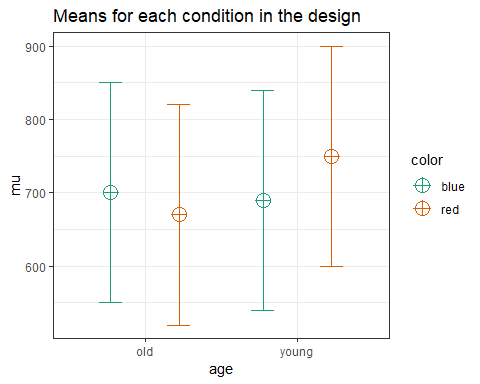 Means for each condition in the design
900
800
700
600
mu
old
young
age
color
blue
red